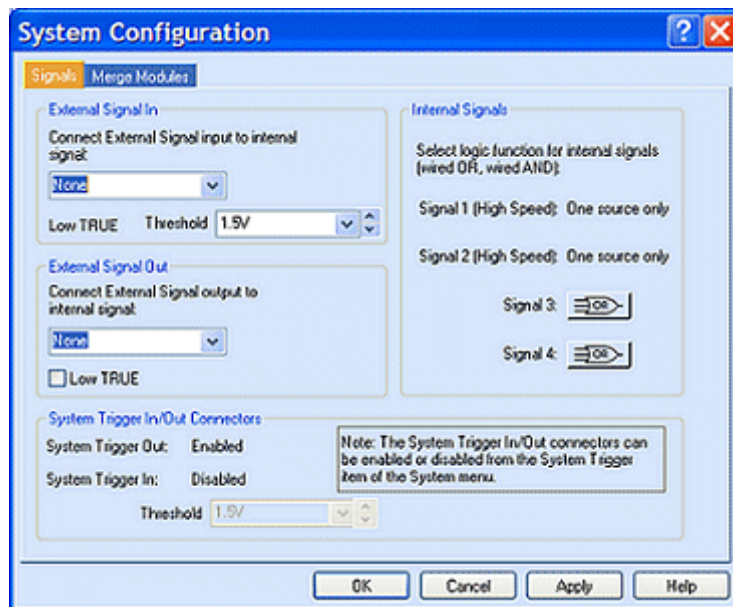 System Configuration
Signals
Merge Modules
External Signal In
Connect External Signal input to internal
signal:
None
Low TRUE
Threshold
1.5V
External Signal Out
Connect External Signal output to
internal signal:
None
Low TRUE
Internal Signals
Select logic function for internal signals
(wired OR, wired AND):
Signal 1 (High Speed): One source only
Signal 2 (High Speed): One source only
Signal 3:
OR
Signal 4:
OR
System Trigger In/Out Connectors
System Trigger Out: Enabled
System Trigger In: Disabled
Threshold
1.5V
Note: The System Trigger In/Out connectors can
be enabled or disabled from the System Trigger
item of the System menu.
OK
Cancel
Apply
Help